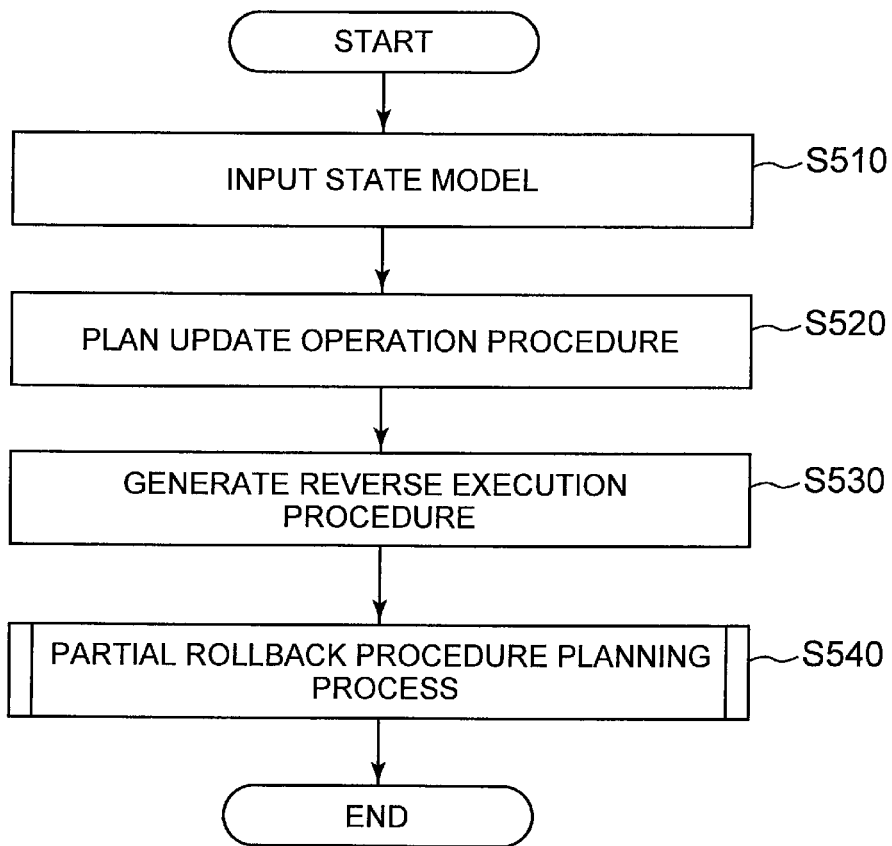 START
INPUT STATE MODEL
S510
PLAN UPDATE OPERATION PROCEDURE
S520
GENERATE REVERSE EXECUTION
PROCEDURE
S530
PARTIAL ROLLBACK PROCEDURE PLANNING
PROCESS
S540
END